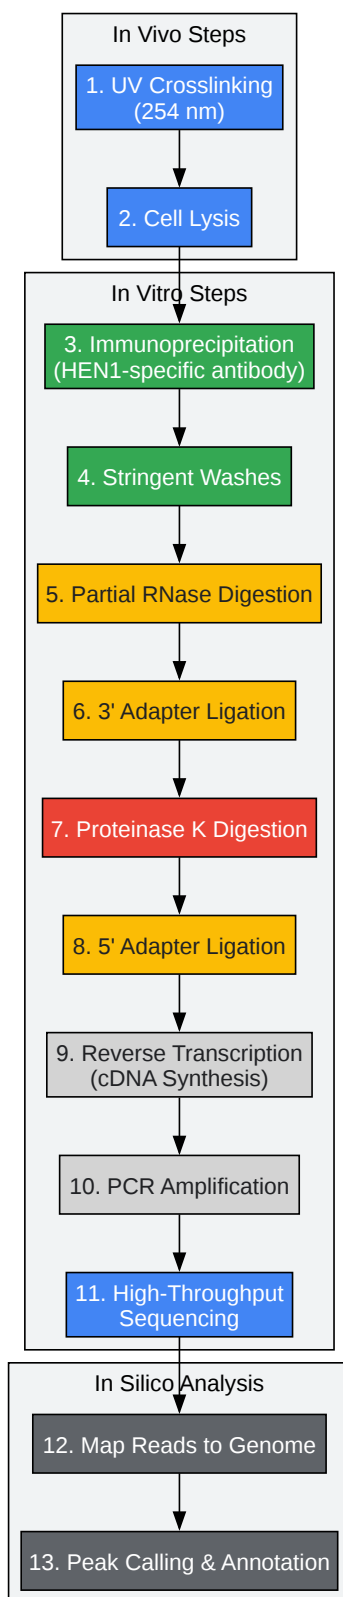 In Vivo Steps
1. UV Crosslinking
(254 nm)
2. Cell Lysis
In Vitro Steps
3. Immunoprecipitation
(HEN1-specific antibody)
4. Stringent Washes
5. Partial RNase Digestion
6. 3' Adapter Ligation
7. Proteinase K Digestion
8. 5' Adapter Ligation
9. Reverse Transcription
(cDNA Synthesis)
10. PCR Amplification
11. High-Throughput
Sequencing
In Silico Analysis
12. Map Reads to Genome
13. Peak Calling & Annotation